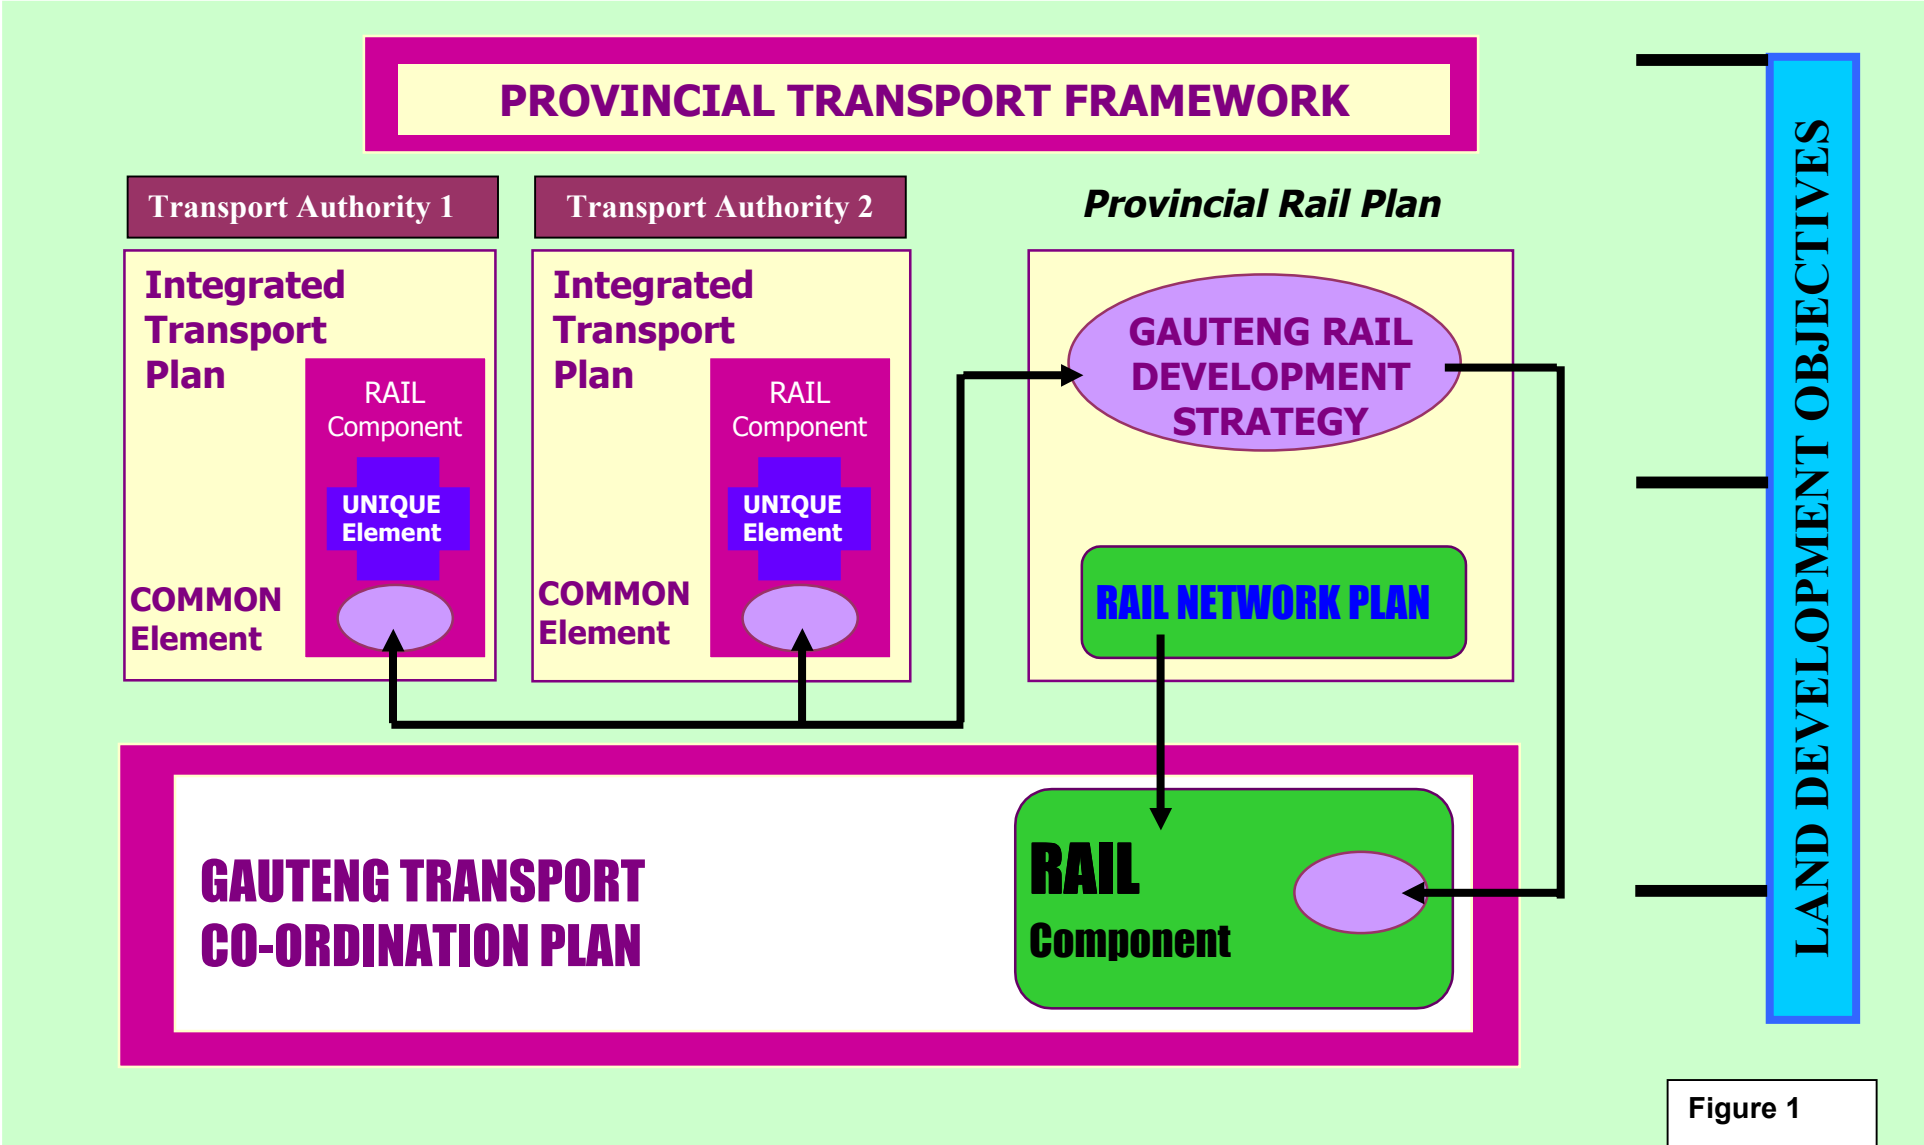 PROVINCIAL TRANSPORT FRAMEWORK
Transport Authority 1
Integrated
Transport
Plan
RAIL
Component
UNIQUE
Element
COMMON
Element
Transport Authority 2
Integrated
Transport
Plan
RAIL
Component
UNIQUE
Element
COMMON
Element
Provincial Rail Plan
GAUTENG RAIL
DEVELOPMENT
STRATEGY
RAIL NETWORK PLAN
GAUTENG TRANSPORT
CO-ORDINATION PLAN
RAIL
Component
LAND DEVELOPMENT OBJECTIVES
Figure 1